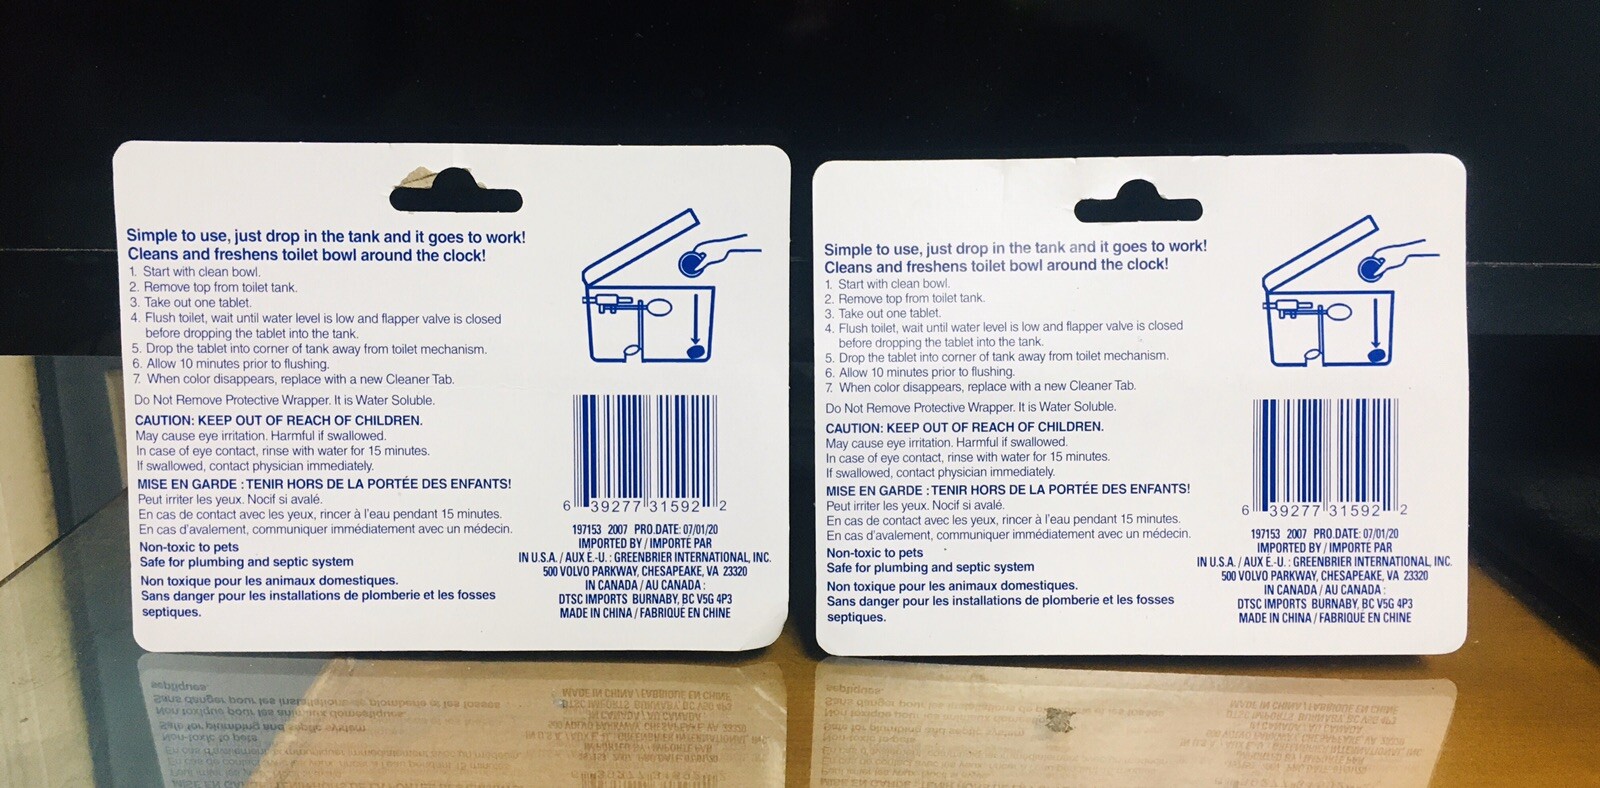 Simple to use, just drop in the tank and it goes to work!
Cleans and freshens toilet bowl around the clock!
1. Start with clean bowl.
2. Remove top from toilet tank.
3. Take out one tablet.
4. Flush toilet, wait until water level is low and flapper valve is closed
before dropping the tablet into the tank.
5. Drop the tablet into corner of tank away from toilet mechanism.
6. Allow 10 minutes prior to flushing.
7. When color disappears, replace with a new Cleaner Tab.
Do Not Remove Protective Wrapper. It is Water Soluble.
CAUTION: KEEP OUT OF REACH OF CHILDREN.
May cause eye irritation. Harmful if swallowed.
In case of eye contact, rinse with water for 15 minutes.
If swallowed, contact physician immediately.
MISE EN GARDE : TENIR HORS DE LA PORTÉE DES ENFANTS!
Peut irriter les yeux. Nocif si avalé.
En cas de contact avec les yeux, rincer à l'eau pendant 15 minutes.
En cas d'avalement, communiquer immédiatement avec un médecin.
Non-toxic to pets
Safe for plumbing and septic system
Non toxique pour les animaux domestiques.
Sans danger pour les installations de plomberie et les fosses
septiques.
6 39277 31592 2
197153 2007 PRO.DATE: 07/01/20
IMPORTED BY / IMPORTÉ PAR
IN U.S.A. / AUX É.-U. : GREENBRIER INTERNATIONAL, INC.
500 VOLVO PARKWAY, CHESAPEAKE, VA 23320
IN CANADA / AU CANADA :
DTSC IMPORTS BURNABY, BC V5G 4P3
MADE IN CHINA / FABRIQUÉ EN CHINE
Simple to use, just drop in the tank and it goes to work!
Cleans and freshens toilet bowl around the clock!
1. Start with clean bowl.
2. Remove top from toilet tank.
3. Take out one tablet.
4. Flush toilet, wait until water level is low and flapper valve is closed
before dropping the tablet into the tank.
5. Drop the tablet into corner of tank away from toilet mechanism.
6. Allow 10 minutes prior to flushing.
7. When color disappears, replace with a new Cleaner Tab.
Do Not Remove Protective Wrapper. It is Water Soluble.
CAUTION: KEEP OUT OF REACH OF CHILDREN.
May cause eye irritation. Harmful if swallowed.
In case of eye contact, rinse with water for 15 minutes.
If swallowed, contact physician immediately.
MISE EN GARDE : TENIR HORS DE LA PORTÉE DES ENFANTS!
Peut irriter les yeux. Nocif si avalé.
En cas de contact avec les yeux, rincer à l'eau pendant 15 minutes.
En cas d'avalement, communiquer immédiatement avec un médecin.
Non-toxic to pets
Safe for plumbing and septic system
Non toxique pour les animaux domestiques.
Sans danger pour les installations de plomberie et les fosses
septiques.
6 39277 31592 2
197153 2007 PRO.DATE: 07/01/20
IMPORTED BY / IMPORTÉ PAR
IN U.S.A. / AUX É.-U. : GREENBRIER INTERNATIONAL, INC.
500 VOLVO PARKWAY, CHESAPEAKE, VA 23320
IN CANADA / AU CANADA :
DTSC IMPORTS BURNABY, BC V5G 4P3
MADE IN CHINA / FABRIQUÉ EN CHINE